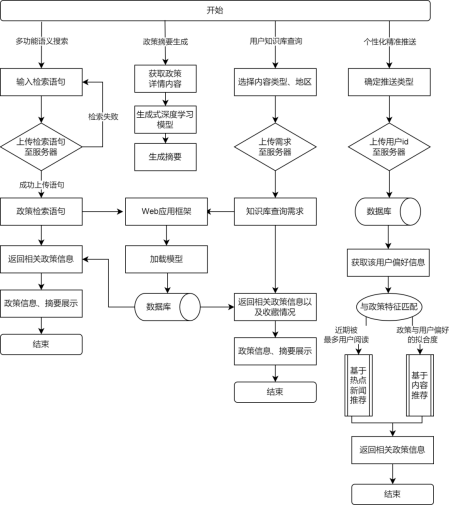 开始
多功能语义搜索
政策摘要生成
用户知识库查询
个性化精准推送
输入检索语句
获取政策
详情内容
选择内容类型、地区
确定推送类型
检索失败
生成式深度学习
模型
上传检索语句
至服务器
生成摘要
上传需求
至服务器
上传用户id
至服务器
成功上传语句
政策检索语句
Web应用框架
知识库查询需求
数据库
返回相关政策信息
加载模型
获取该用户偏好信息
政策信息、摘要展示
数据库
返回相关政策信息以
及收藏情况
与政策特征匹配
结束
近期被
最多用户阅读
政策与用户偏好
的拟合度
政策信息、摘要展示
基于
热点
新闻
推荐
基于
内容
推荐
结束
返回相关政策信息
结束